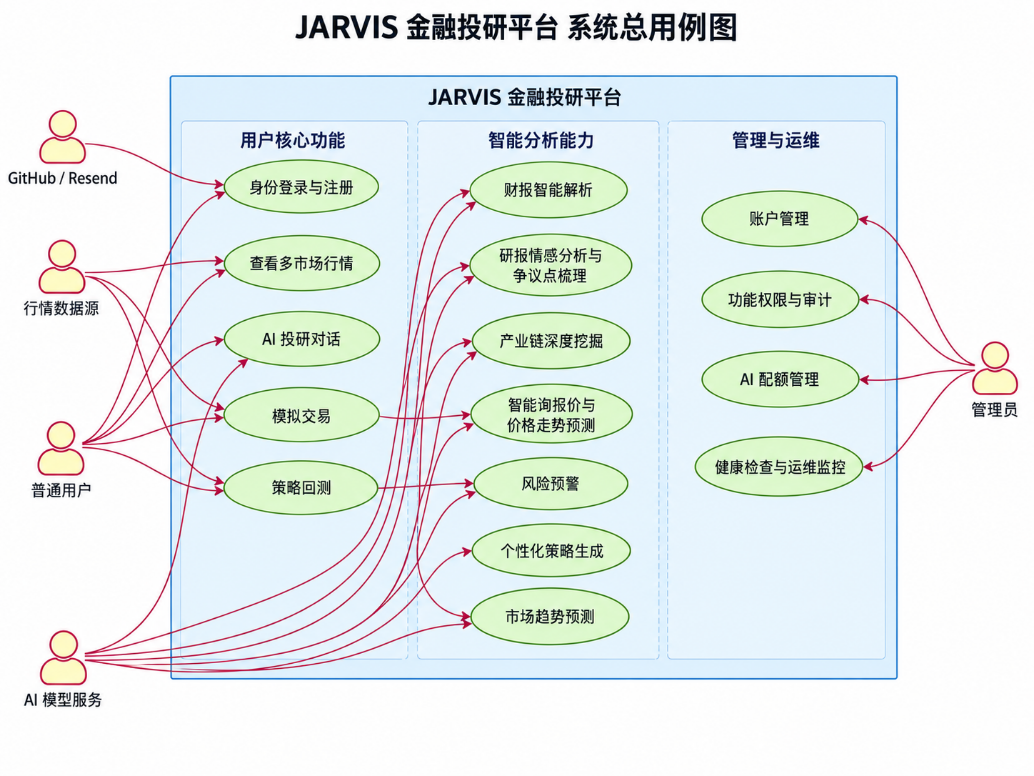 JARVIS 金融投研平台 系统总用例图
JARVIS 金融投研平台
用户核心功能
身份登录与注册
查看多市场行情
AI 投研对话
模拟交易
策略回测
智能分析能力
财报智能解析
研报情感分析与
争议点梳理
产业链深度挖掘
智能询报价与
价格走势预测
风险预警
个性化策略生成
市场趋势预测
管理与运维
账户管理
功能权限与审计
AI 配额管理
健康检查与运维监控
GitHub / Resend
行情数据源
普通用户
AI 模型服务
管理员